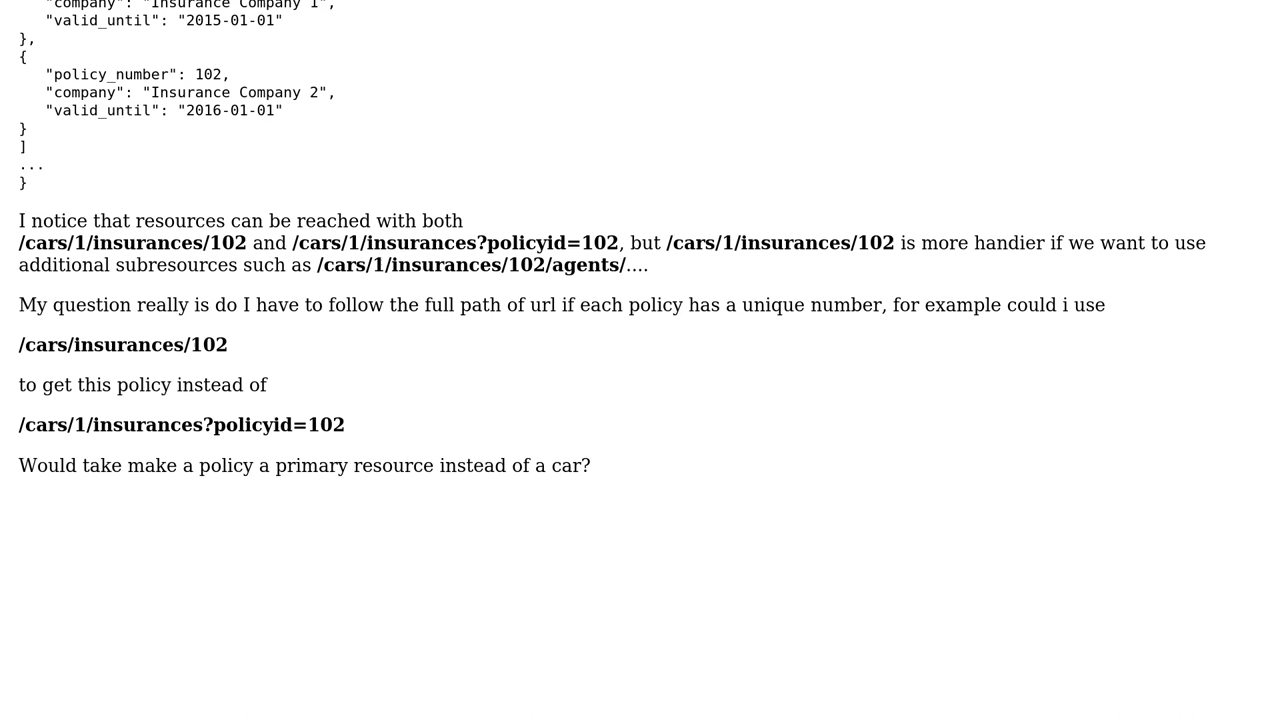 "company": "Insurance Company 1",
"valid_until": "2015-01-01"
},
{
"policy_number": 102,
"company": "Insurance Company 2",
"valid_until": "2016-01-01"
}
]
...
}
I notice that resources can be reached with both
/cars/1/insurances/102 and /cars/1/insurances?policyid=102, but /cars/1/insurances/102 is more handier if we want to use
additional subresources such as /cars/1/insurances/102/agents/....
My question really is do I have to follow the full path of url if each policy has a unique number, for example could i use
/cars/insurances/102
to get this policy instead of
/cars/1/insurances?policyid=102
Would take make a policy a primary resource instead of a car?